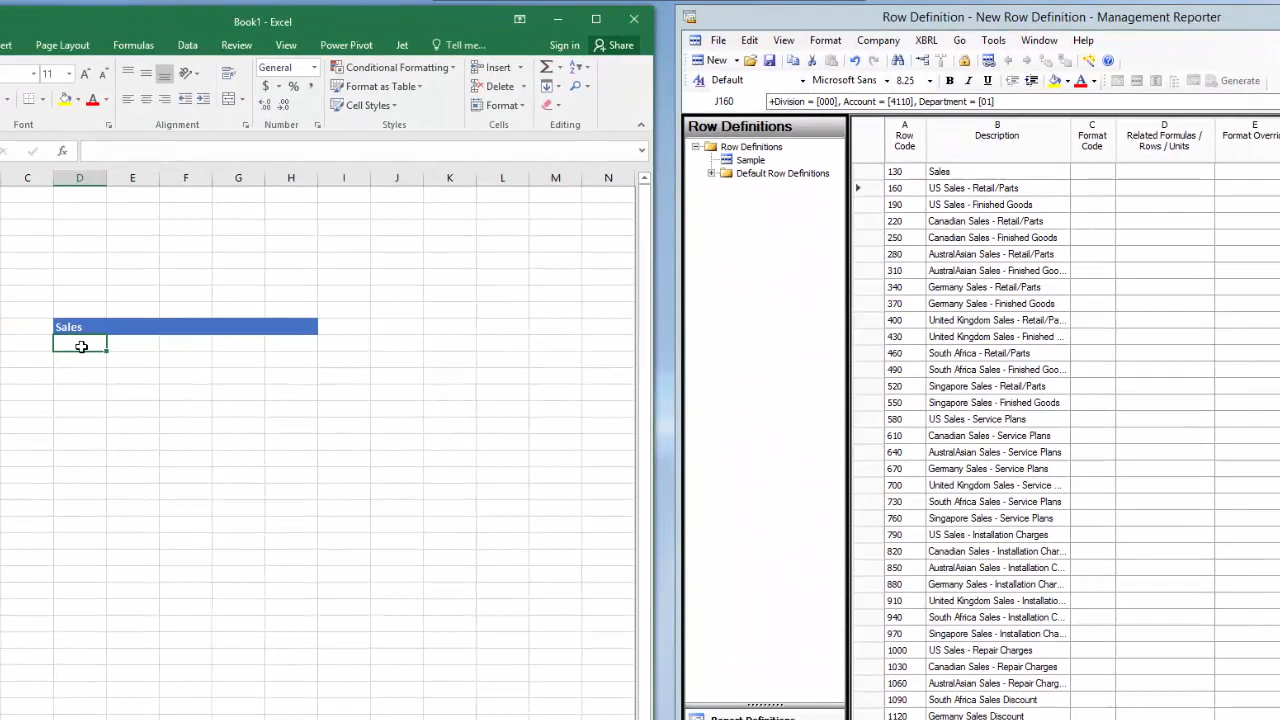 Book1 - Excel
ert Page Layout Formulas Data Review View Power Pivot Jet Tell me... Sign in Share
11 A A General Conditional Formatting Insert
Format as Table Delete
Cell Styles Format
Font Alignment Number Styles Cells Editing
fx
D E F G H I J K L M N
Sales
Row Definition - New Row Definition - Management Reporter
File Edit View Format Company XBRL Go Tools Window Help
New
Default Microsoft Sans 8.25 B I U A Generate
J160 +Division = [000], Account = [4110], Department = [01]
Row Definitions
Row Definitions
Sample
Default Row Definitions
A B C D E
Row Code Description Format Code Related Formulas / Rows / Units Format Overri
130 Sales
160 US Sales - Retail/Parts
190 US Sales - Finished Goods
220 Canadian Sales - Retail/Parts
250 Canadian Sales - Finished Goods
280 AustralAsian Sales - Retail/Parts
310 AustralAsian Sales - Finished Goo...
340 Germany Sales - Retail/Parts
370 Germany Sales - Finished Goods
400 United Kingdom Sales - Retail/Pa...
430 United Kingdom Sales - Finished ...
460 South Africa - Retail/Parts
490 South Africa Sales - Finished Goo...
520 Singapore Sales - Retail/Parts
550 Singapore Sales - Finished Goods
580 US Sales - Service Plans
610 Canadian Sales - Service Plans
640 AustralAsian Sales - Service Plans
670 Germany Sales - Service Plans
700 United Kingdom Sales - Service ...
730 South Africa Sales - Service Plans
760 Singapore Sales - Service Plans
790 US Sales - Installation Charges
820 Canadian Sales - Installation Char...
850 AustralAsian Sales - Installation C...
880 Germany Sales - Installation Char...
910 United Kingdom Sales - Installatio...
940 South Africa Sales - Installation C...
970 Singapore Sales - Installation Cha...
1000 US Sales - Repair Charges
1030 Canadian Sales - Repair Charges
1060 AustralAsian Sales - Repair Charg...
1090 South Africa Sales Discount
1120 Germany Sales Discount
Report Definitions